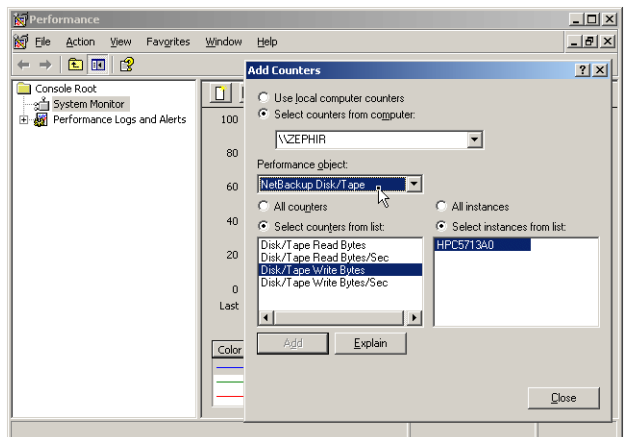 Performance
File Action View Favorites Window Help
Console Root
System Monitor
Performance Logs and Alerts
100
80
60
40
20
0
Last
Color
Add Counters
Use local computer counters
Select counters from computer:
\\ZEPHIR
Performance object:
NetBackup Disk/Tape
All counters
Select counters from list:
Disk/Tape Read Bytes
Disk/Tape Read Bytes/Sec
Disk/Tape Write Bytes
Disk/Tape Write Bytes/Sec
All instances
Select instances from list:
HPC5713A0
Add Explain
Close